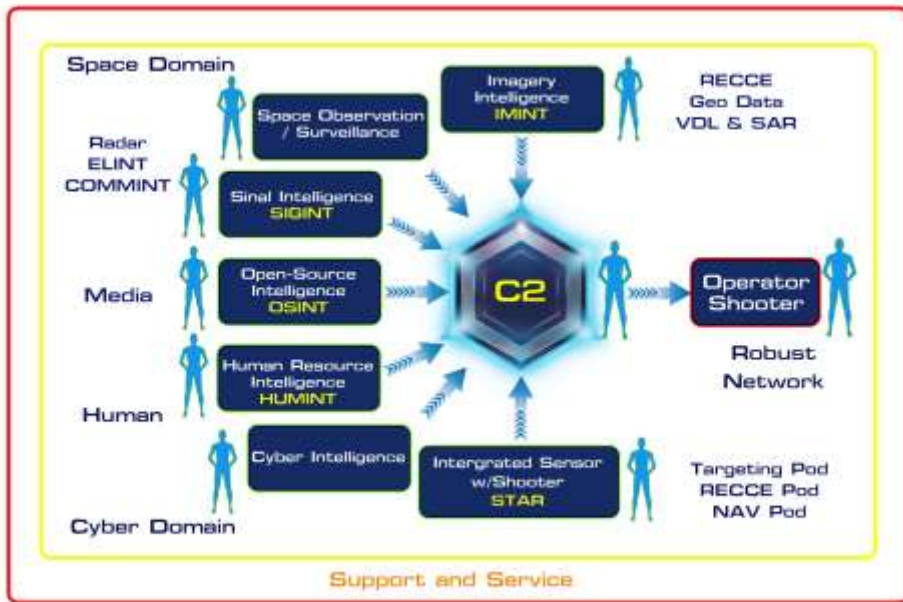 Space Domain
Space Observation
/ Surveillance
Imagery
Intelligence
IMINT
RECCE
Geo Data
VDL & SAR
Radar
ELINT
COMMINT
Sinal Intelligence
SIGINT
Media
Open-Source
Intelligence
OSINT
C2
Operator
Shooter
Robust
Network
Human Resource
Intelligence
HUMINT
Human
Cyber Intelligence
Cyber Domain
Intergrated Sensor
w/Shooter
STAR
Targeting Pod
RECCE Pod
NAV Pod
Support and Service